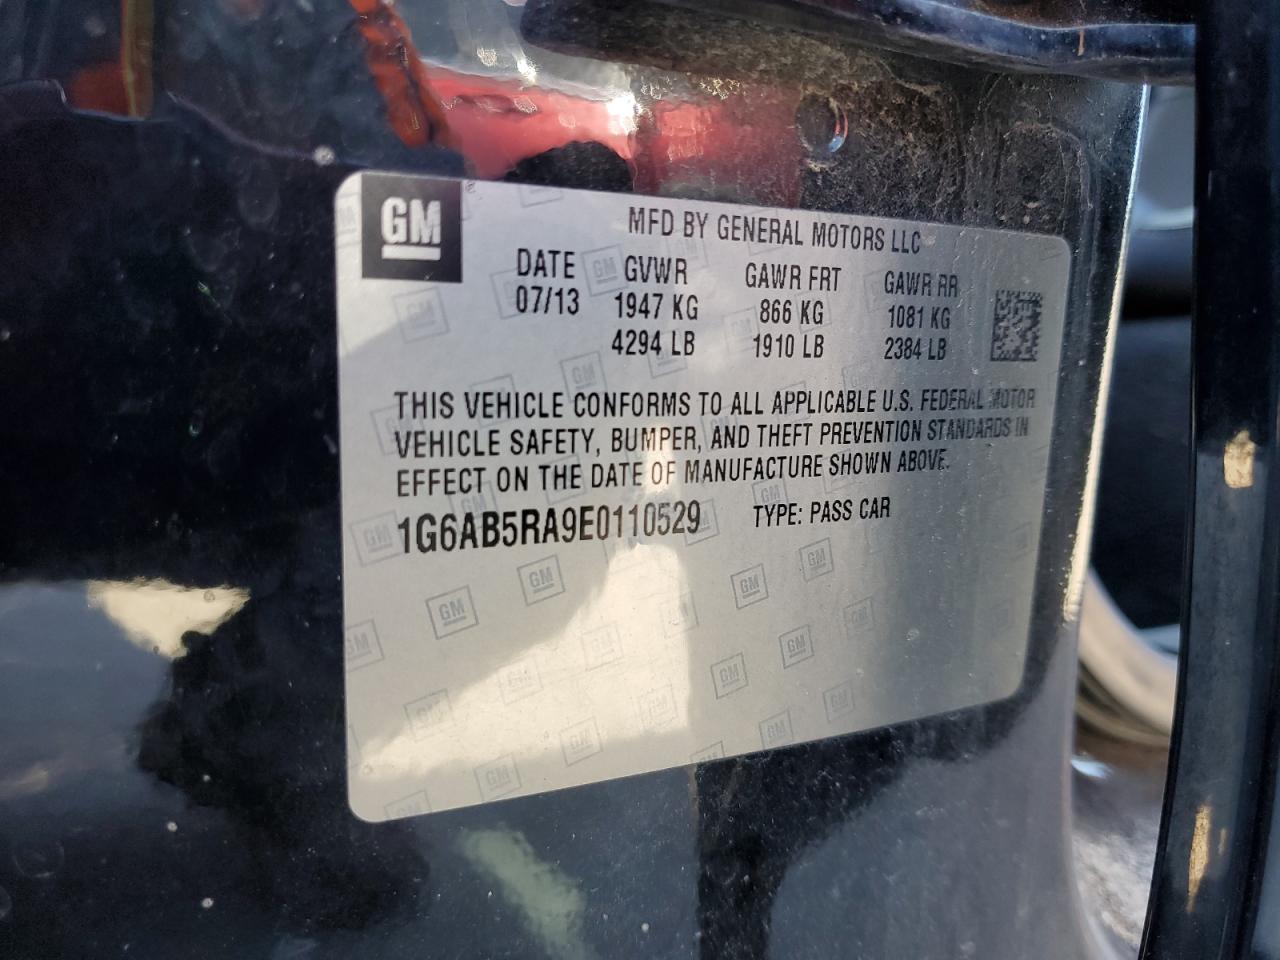 GM
MFD BY GENERAL MOTORS LLC
DATE GVWR GAWR FRT GAWR RR
07/13 1947 KG 866 KG 1081 KG
4294 LB 1910 LB 2384 LB
THIS VEHICLE CONFORMS TO ALL APPLICABLE U.S. FEDERAL MOTOR
VEHICLE SAFETY, BUMPER, AND THEFT PREVENTION STANDARDS IN
EFFECT ON THE DATE OF MANUFACTURE SHOWN ABOVE.
1G6AB5RA9E0110529 TYPE: PASS CAR